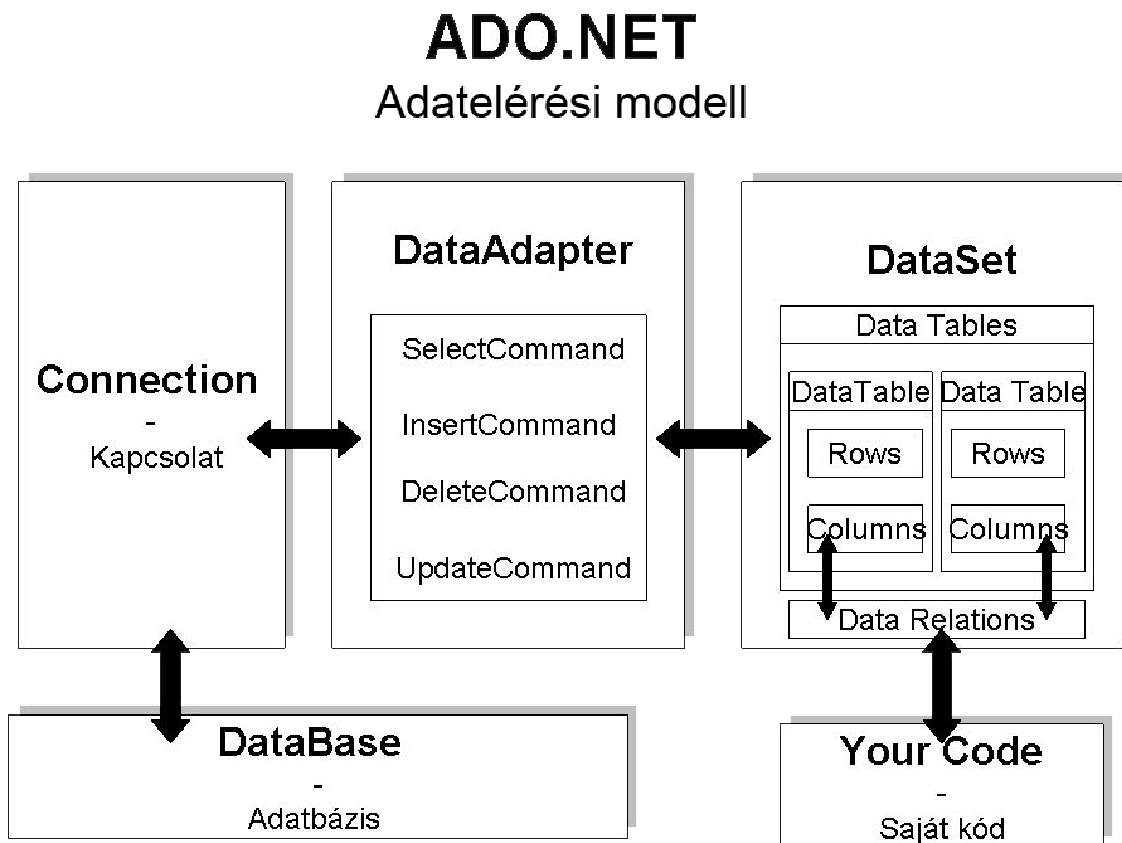 ADO.NET
Adatelérési modell
Connection
-
Kapcsolat
DataAdapter
SelectCommand
InsertCommand
DeleteCommand
UpdateCommand
DataSet
Data Tables
DataTable
Rows
Columns
Data Table
Rows
Columns
Data Relations
DataBase
-
Adatbázis
Your Code
-
Saját kód